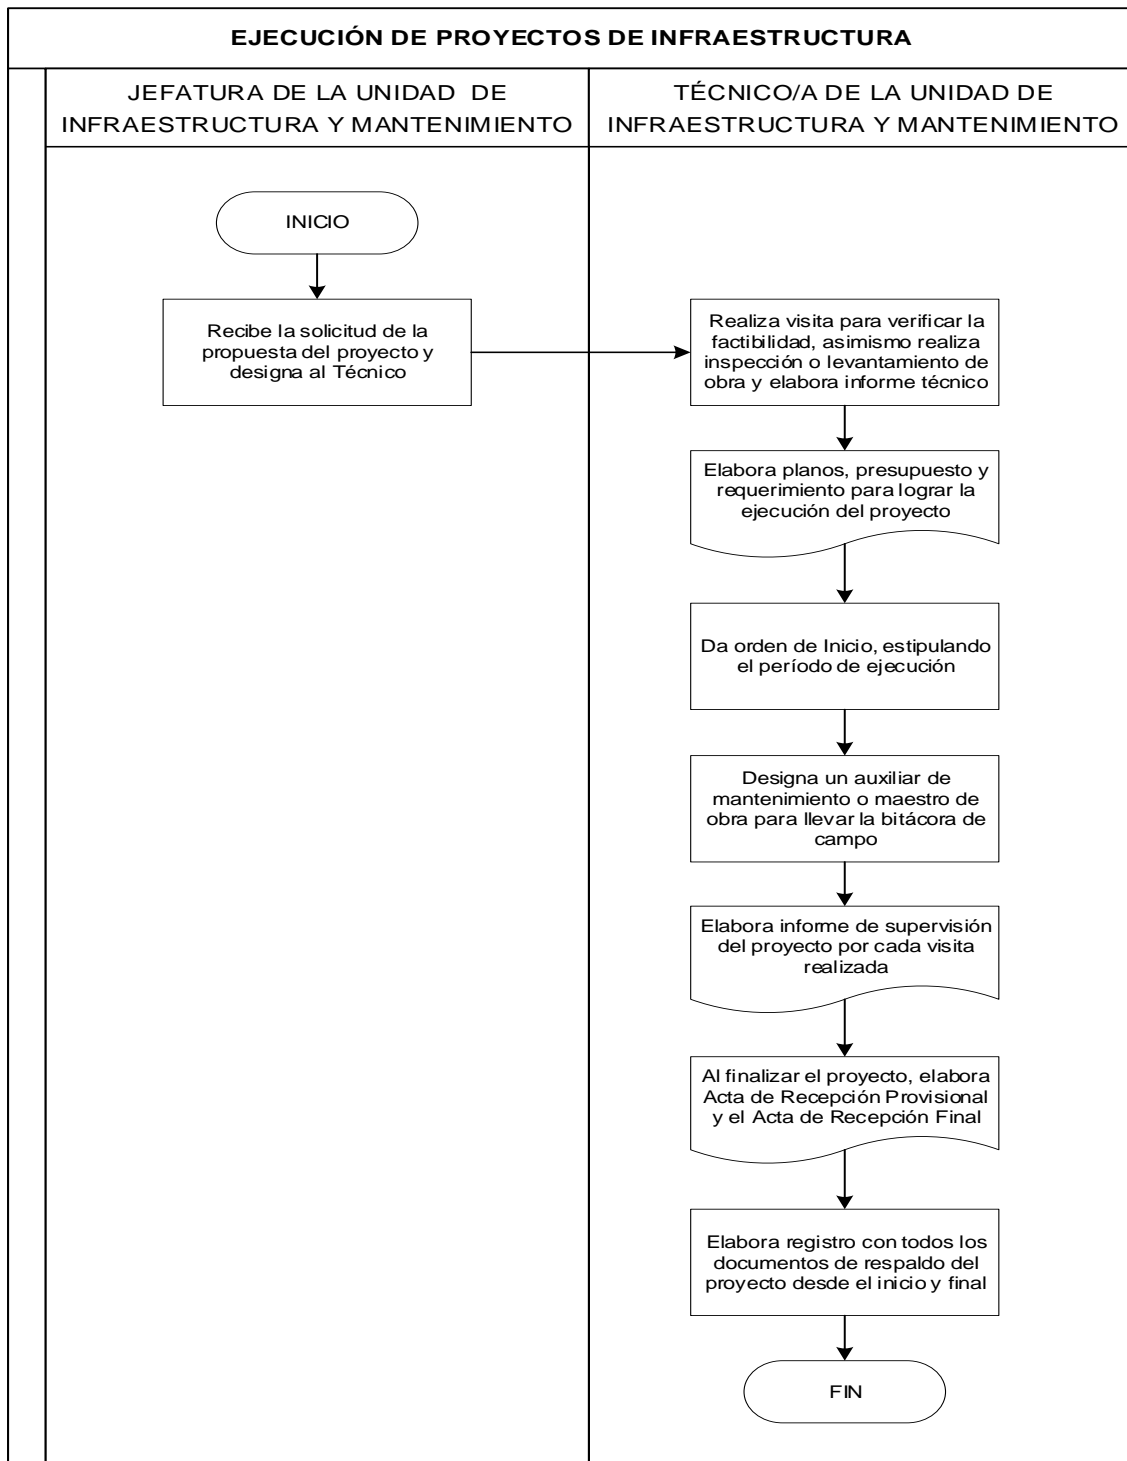 EJECUCIÓN DE PROYECTOS DE INFRAESTRUCTURA
JEFATURA DE LA UNIDAD DE
INFRAESTRUCTURA Y MANTENIMIENTO
TÉCNICO/A DE LA UNIDAD DE
INFRAESTRUCTURA Y MANTENIMIENTO
INICIO
Recibe la solicitud de la
propuesta del proyecto y
designa al Técnico
Realiza visita para verificar la
factibilidad, asimismo realiza
inspección o levantamiento de
obra y elabora informe técnico
Elabora planos, presupuesto y
requerimiento para lograr la
ejecución del proyecto
Da orden de Inicio, estipulando
el período de ejecución
Designa un auxiliar de
mantenimiento o maestro de
obra para llevar la bitácora de
campo
Elabora informe de supervisión
del proyecto por cada visita
realizada
Al finalizar el proyecto, elabora
Acta de Recepción Provisional
y el Acta de Recepción Final
Elabora registro con todos los
documentos de respaldo del
proyecto desde el inicio y final
FIN